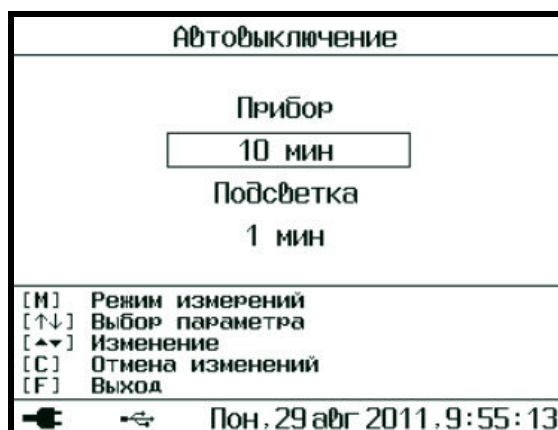 Автовыключение
Прибор
10 мин
Подсветка
1 мин
[M] Режим измерений
[↑↓] Выбор параметра
[▲▼] Изменение
[C] Отмена изменений
[F] Выход
Пон, 29 авг 2011, 9:55:13